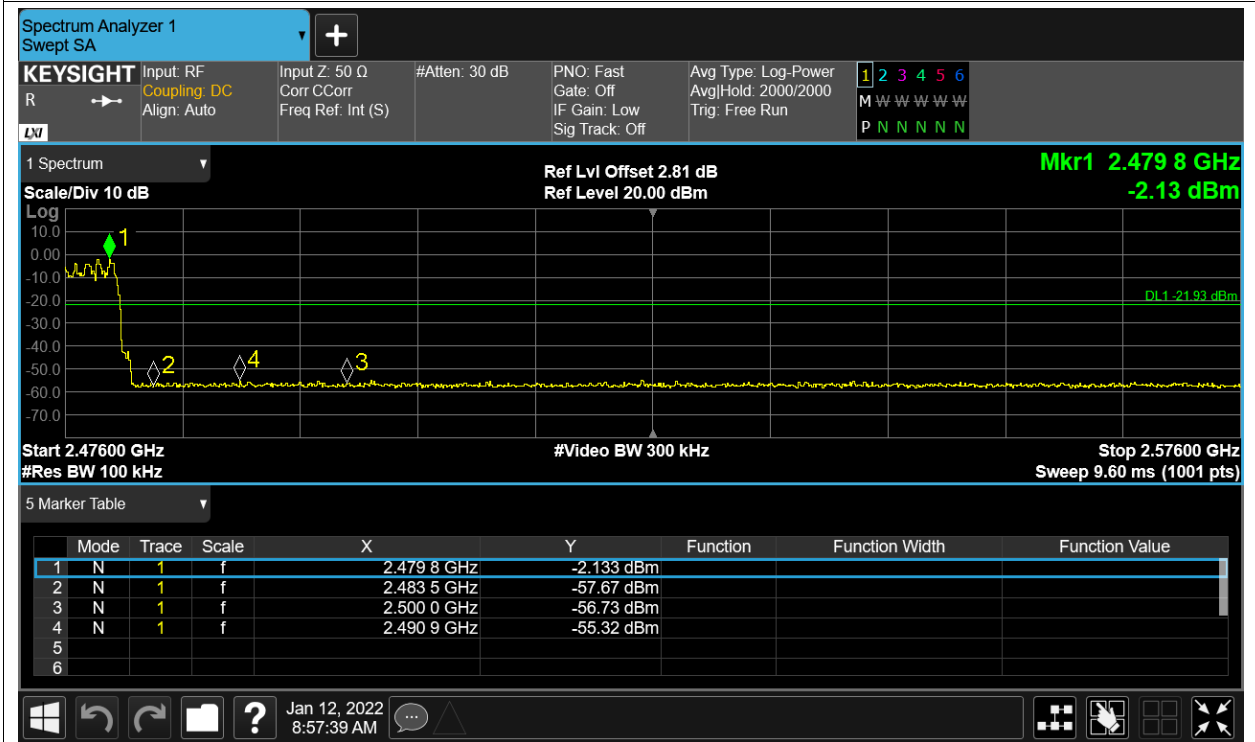 Spectrum Analyzer 1
Swept SA
KEYSIGHT Input: RF Input Z: 50 Ω #Atten: 30 dB PNO: Fast Avg Type: Log-Power 1 2 3 4 5 6
R Coupling: DC Corr CCorr Gate: Off Avg|Hold: 2000/2000 M W W W W W
Align: Auto Freq Ref: Int (S) IF Gain: Low Trig: Free Run
LXI Sig Track: Off P N N N N N
1 Spectrum Ref Lvl Offset 2.81 dB Mkr1 2.479 8 GHz
Scale/Div 10 dB Ref Level 20.00 dBm -2.13 dBm
Log
10.0
1
0.00
-10.0
-20.0 DL1 -21.93 dBm
-30.0
-40.0
-50.0 2 4 3
-60.0
-70.0
Start 2.47600 GHz #Video BW 300 kHz Stop 2.57600 GHz
#Res BW 100 kHz Sweep 9.60 ms (1001 pts)
5 Marker Table
Mode Trace Scale X Y Function Function Width Function Value
1 N 1 f 2.479 8 GHz -2.133 dBm
2 N 1 f 2.483 5 GHz -57.67 dBm
3 N 1 f 2.500 0 GHz -56.73 dBm
4 N 1 f 2.490 9 GHz -55.32 dBm
5
6
? Jan 12, 2022
8:57:39 AM